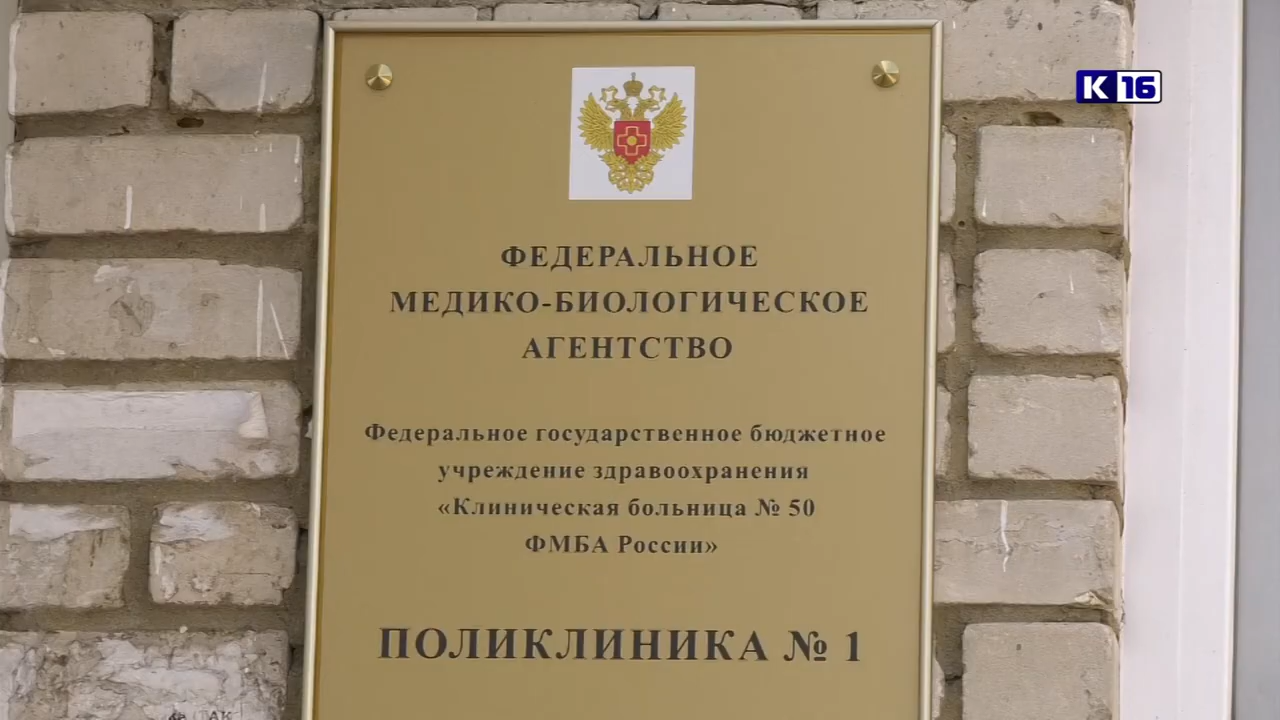 К 16
ФЕДЕРАЛЬНОЕ
МЕДИКО-БИОЛОГИЧЕСКОЕ
АГЕНТСТВО
Федеральное государственное бюджетное
учреждение здравоохранения
«Клиническая больница № 50
ФМБА России»
ПОЛИКЛИНИКА № 1